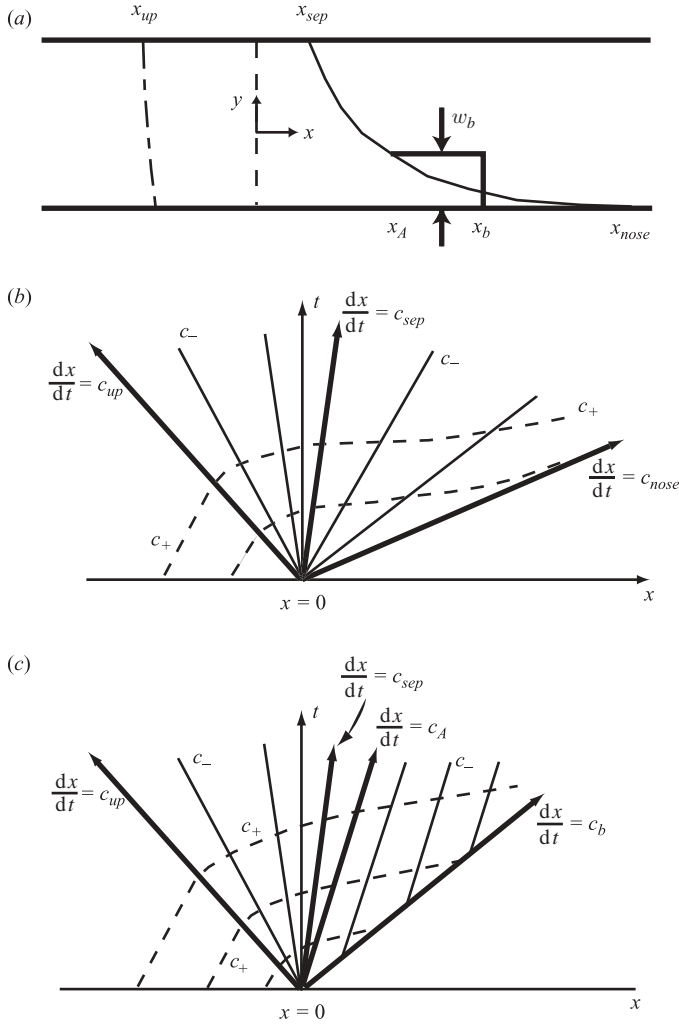 (a)
x_up
x_sep
y
x
w_b
x_A
x_b
x_nose
(b)
t
dx/dt = c_sep
c_–
c_–
dx/dt = c_up
c_+
dx/dt = c_nose
c_+
x = 0
x
(c)
dx/dt = c_sep
t
dx/dt = c_A
c_–
c_–
dx/dt = c_up
c_+
dx/dt = c_b
c_+
x = 0
x